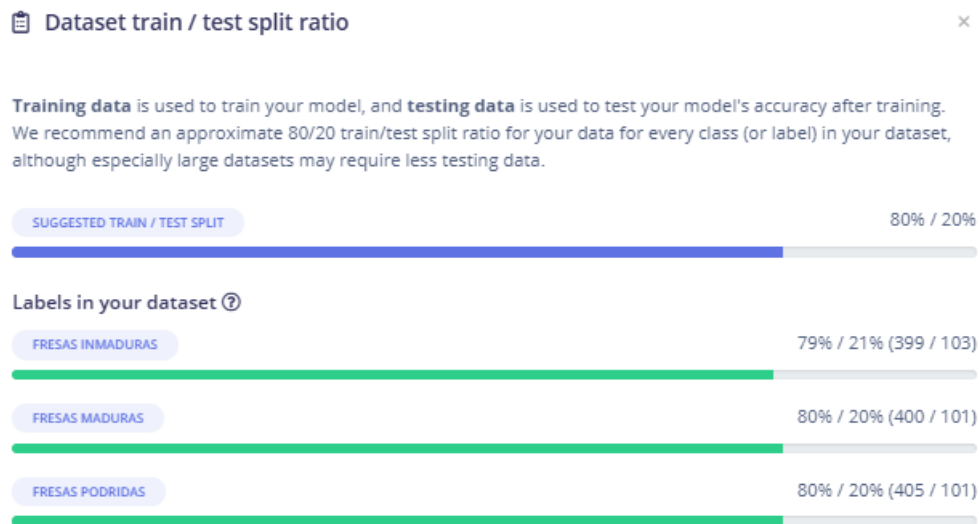 Dataset train / test split ratio
Training data is used to train your model, and testing data is used to test your model's accuracy after training.
We recommend an approximate 80/20 train/test split ratio for your data for every class (or label) in your dataset,
although especially large datasets may require less testing data.
SUGGESTED TRAIN / TEST SPLIT 80% / 20%
Labels in your dataset
FRESAS INMADURAS 79% / 21% (399 / 103)
FRESAS MADURAS 80% / 20% (400 / 101)
FRESAS PODRIDAS 80% / 20% (405 / 101)